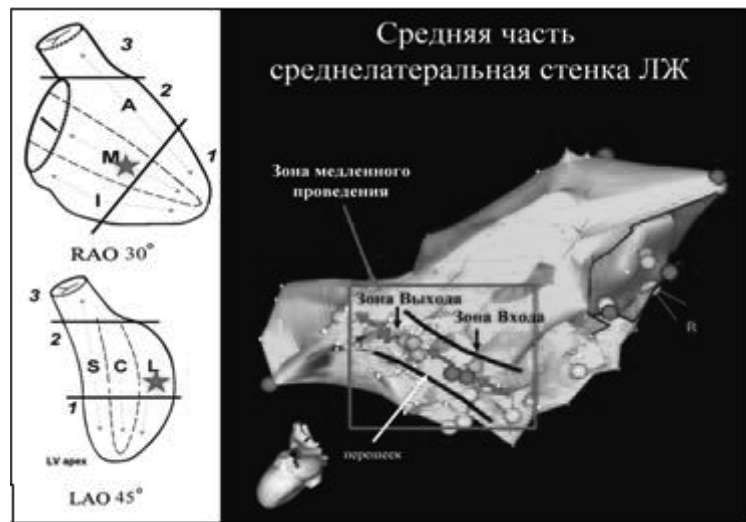 3
2
A
1
M
I
RAO 30°
3
2
S C L
1
LV apex
LAO 45°
Средняя часть
среднелатеральная стенка ЛЖ
Зона медленного
проведения
Зона Выхода
Зона Входа
R
перешеек